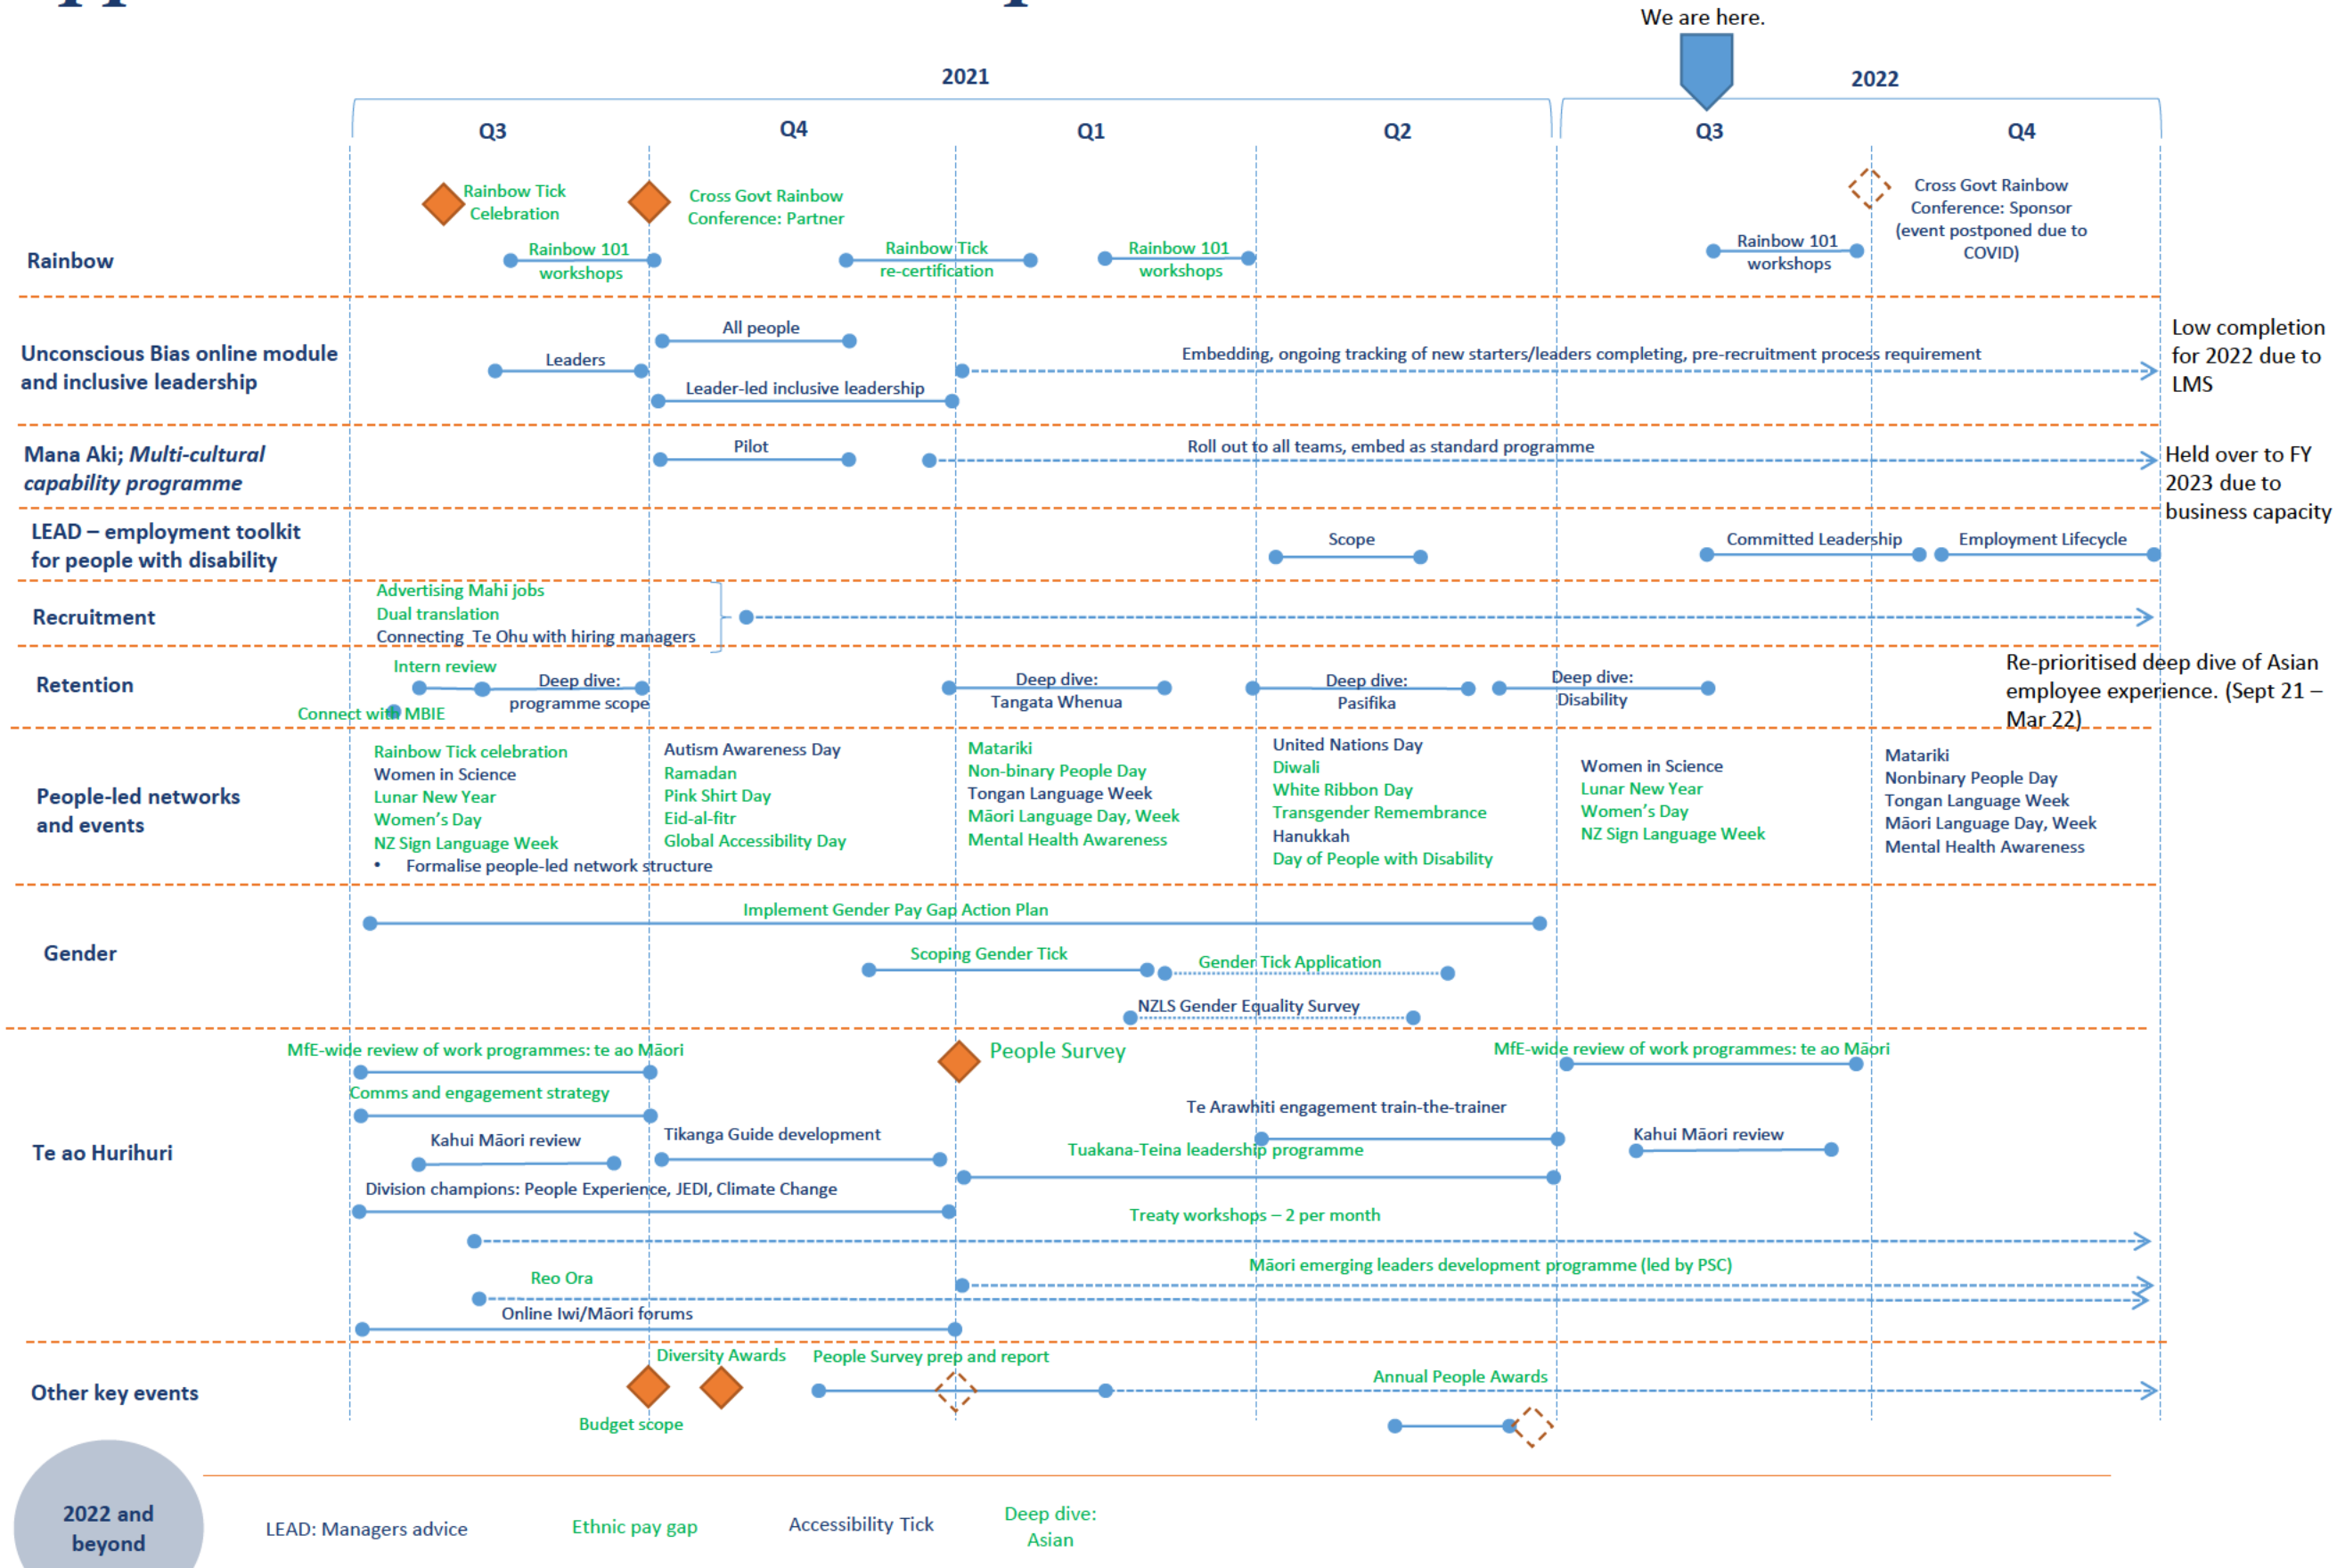 We are here.
2021
2022
Q3
Q4
Q1
Q2
Q3
Q4
Rainbow
Rainbow Tick
Celebration
Cross Govt Rainbow
Conference: Partner
Rainbow 101
workshops
Rainbow Tick
re-certification
Rainbow 101
workshops
Rainbow 101
workshops
Cross Govt Rainbow
Conference: Sponsor
(event postponed due to
COVID)
Unconscious Bias online module
and inclusive leadership
Leaders
All people
Leader-led inclusive leadership
Embedding, ongoing tracking of new starters/leaders completing, pre-recruitment process requirement
Low completion
for 2022 due to
LMS
Mana Aki; Multi-cultural
capability programme
Pilot
Roll out to all teams, embed as standard programme
Held over to FY
2023 due to
business capacity
LEAD – employment toolkit
for people with disability
Scope
Committed Leadership
Employment Lifecycle
Recruitment
Advertising Mahi jobs
Dual translation
Connecting Te Ohu with hiring managers
Retention
Intern review
Connect with MBIE
Deep dive:
programme scope
Deep dive:
Tangata Whenua
Deep dive:
Pasifika
Deep dive:
Disability
Re-prioritised deep dive of Asian
employee experience. (Sept 21 –
Mar 22)
People-led networks
and events
Rainbow Tick celebration
Women in Science
Lunar New Year
Women's Day
NZ Sign Language Week
• Formalise people-led network structure
Autism Awareness Day
Ramadan
Pink Shirt Day
Eid-al-fitr
Global Accessibility Day
Matariki
Non-binary People Day
Tongan Language Week
Māori Language Day, Week
Mental Health Awareness
United Nations Day
Diwali
White Ribbon Day
Transgender Remembrance
Hanukkah
Day of People with Disability
Women in Science
Lunar New Year
Women's Day
NZ Sign Language Week
Matariki
Nonbinary People Day
Tongan Language Week
Māori Language Day, Week
Mental Health Awareness
Gender
Implement Gender Pay Gap Action Plan
Scoping Gender Tick
Gender Tick Application
NZLS Gender Equality Survey
Te ao Hurihuri
MfE-wide review of work programmes: te ao Māori
People Survey
MfE-wide review of work programmes: te ao Māori
Comms and engagement strategy
Te Arawhiti engagement train-the-trainer
Kahui Māori review
Tikanga Guide development
Tuakana-Teina leadership programme
Kahui Māori review
Division champions: People Experience, JEDI, Climate Change
Treaty workshops – 2 per month
Māori emerging leaders development programme (led by PSC)
Reo Ora
Online Iwi/Māori forums
Other key events
Diversity Awards
Budget scope
People Survey prep and report
Annual People Awards
2022 and
beyond
LEAD: Managers advice
Ethnic pay gap
Accessibility Tick
Deep dive:
Asian